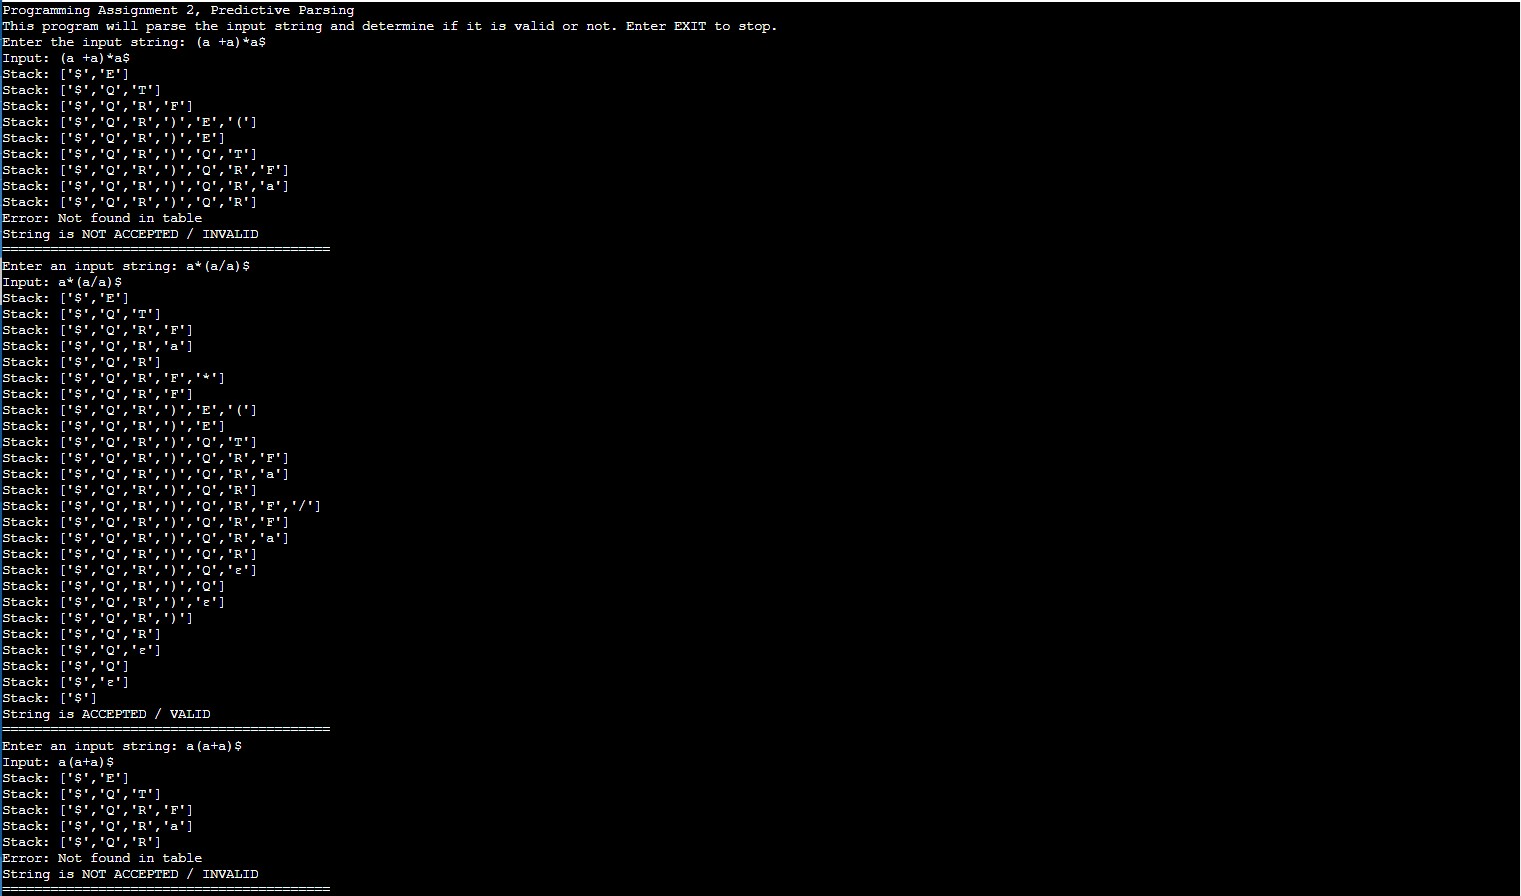 Programming Assignment 2, Predictive Parsing
This program will parse the input string and determine if it is valid or not. Enter EXIT to stop.
Enter the input string: (a +a)*a$
Input: (a +a)*a$
Stack: ['$','E']
Stack: ['$','Q','T']
Stack: ['$','Q','R','F']
Stack: ['$','Q','R',')','E','(']
Stack: ['$','Q','R',')','E']
Stack: ['$','Q','R',')','Q','T']
Stack: ['$','Q','R',')','Q','R','F']
Stack: ['$','Q','R',')','Q','R','a']
Stack: ['$','Q','R',')','Q','R']
Error: Not found in table
String is NOT ACCEPTED / INVALID
=========================================
Enter an input string: a*(a/a)$
Input: a*(a/a)$
Stack: ['$','E']
Stack: ['$','Q','T']
Stack: ['$','Q','R','F']
Stack: ['$','Q','R','a']
Stack: ['$','Q','R']
Stack: ['$','Q','R','F','*']
Stack: ['$','Q','R','F']
Stack: ['$','Q','R',')','E','(']
Stack: ['$','Q','R',')','E']
Stack: ['$','Q','R',')','Q','T']
Stack: ['$','Q','R',')','Q','R','F']
Stack: ['$','Q','R',')','Q','R','a']
Stack: ['$','Q','R',')','Q','R']
Stack: ['$','Q','R',')','Q','R','F','/']
Stack: ['$','Q','R',')','Q','R','F']
Stack: ['$','Q','R',')','Q','R','a']
Stack: ['$','Q','R',')','Q','R']
Stack: ['$','Q','R',')','Q','ε']
Stack: ['$','Q','R',')','Q']
Stack: ['$','Q','R',')','ε']
Stack: ['$','Q','R',')']
Stack: ['$','Q','R']
Stack: ['$','Q','ε']
Stack: ['$','Q']
Stack: ['$','ε']
Stack: ['$']
String is ACCEPTED / VALID
=========================================
Enter an input string: a(a+a)$
Input: a(a+a)$
Stack: ['$','E']
Stack: ['$','Q','T']
Stack: ['$','Q','R','F']
Stack: ['$','Q','R','a']
Stack: ['$','Q','R']
Error: Not found in table
String is NOT ACCEPTED / INVALID
=========================================